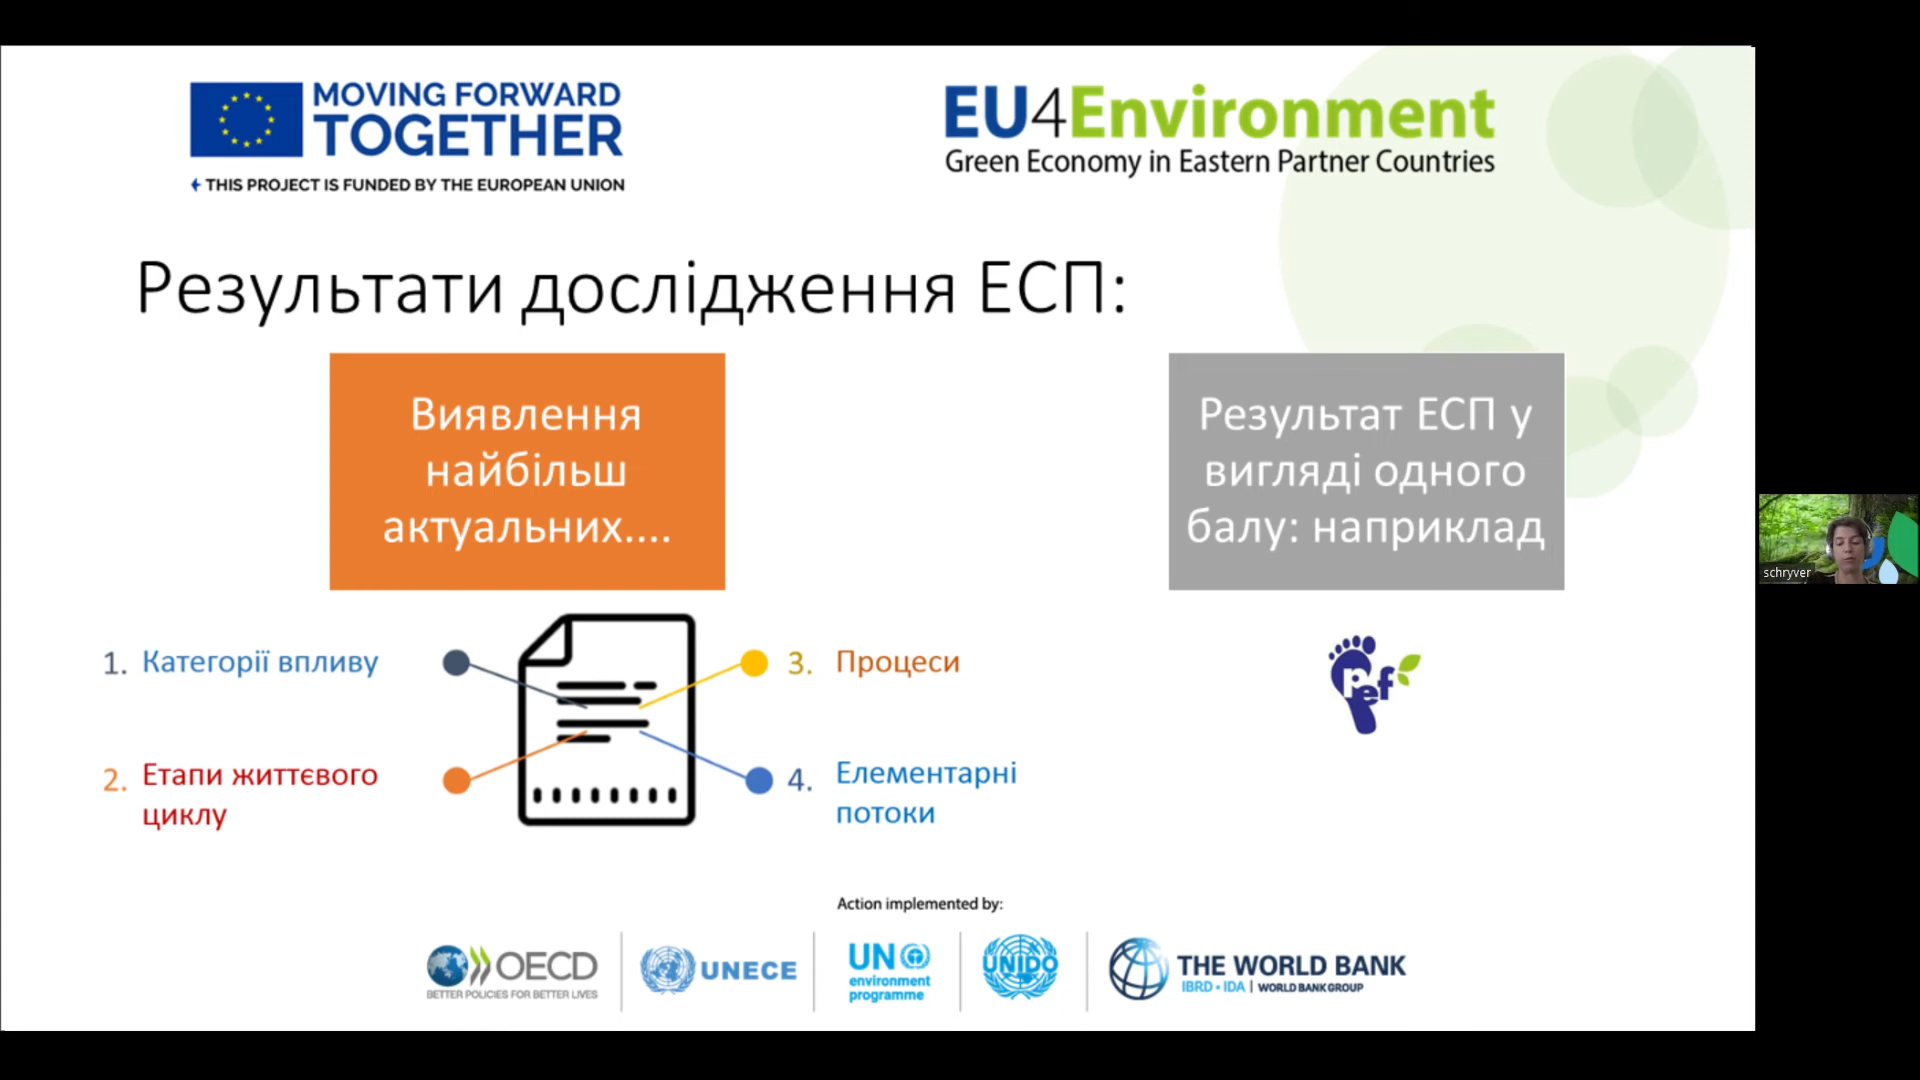 MOVING FORWARD
TOGETHER
THIS PROJECT IS FUNDED BY THE EUROPEAN UNION
EU4Environment
Green Economy in Eastern Partner Countries
Результати дослідження ЕСП:
Виявлення
найбільш
актуальних....
Результат ЕСП у
вигляді одного
балу: наприклад
1. Категорії впливу
2. Етапи життєвого
циклу
3. Процеси
4. Елементарні
потоки
pef
schryver
Action implemented by:
OECD
BETTER POLICIES FOR BETTER LIVES
UNECE
UN
environment
programme
UNIDO
THE WORLD BANK
IBRD • IDA | WORLD BANK GROUP